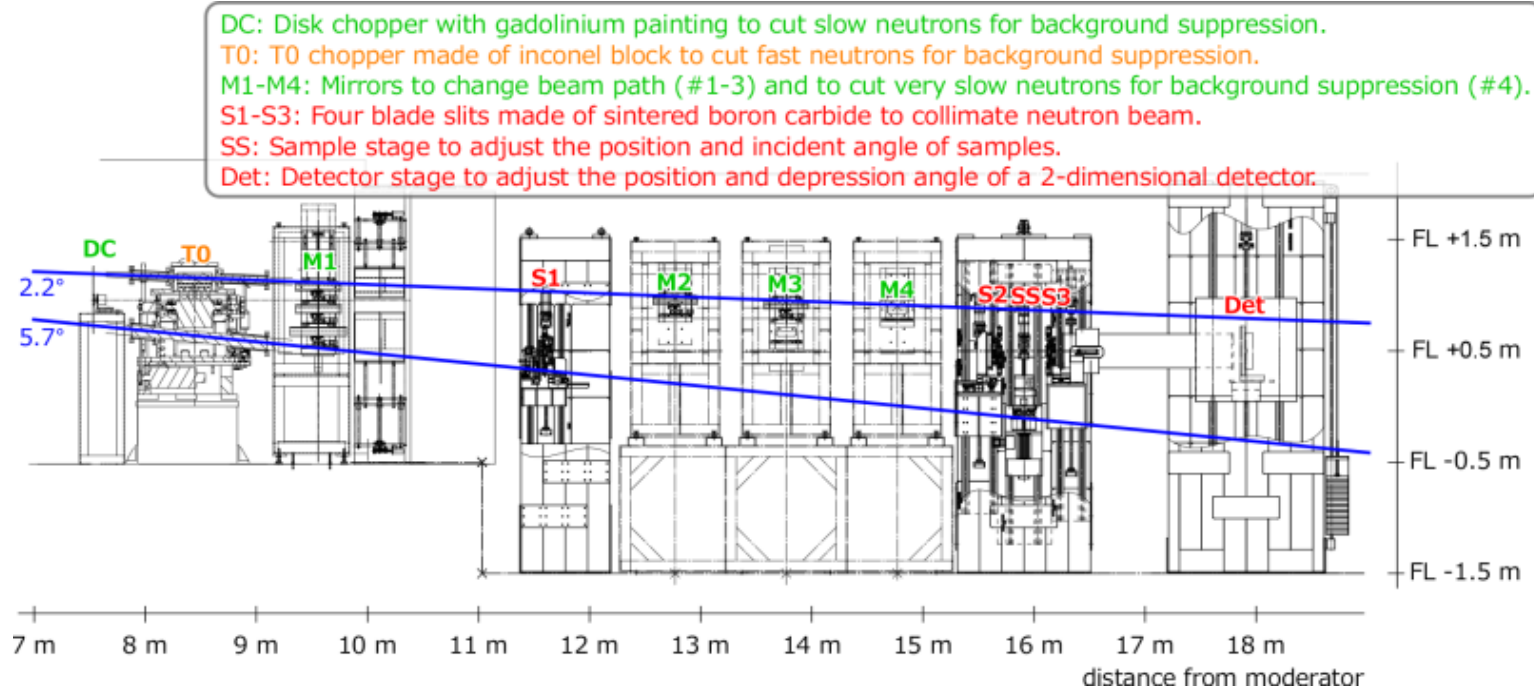 DC: Disk chopper with gadolinium painting to cut slow neutrons for background suppression.
T0: T0 chopper made of inconel block to cut fast neutrons for background suppression.
M1-M4: Mirrors to change beam path (#1-3) and to cut very slow neutrons for background suppression (#4).
S1-S3: Four blade slits made of sintered boron carbide to collimate neutron beam.
SS: Sample stage to adjust the position and incident angle of samples.
Det: Detector stage to adjust the position and depression angle of a 2-dimensional detector.
DC
T0
M1
S1
M2
M3
M4
S2
SS
S3
Det
2.2°
5.7°
FL +1.5 m
FL +0.5 m
FL -0.5 m
FL -1.5 m
7 m 8 m 9 m 10 m 11 m 12 m 13 m 14 m 15 m 16 m 17 m 18 m
distance from moderator